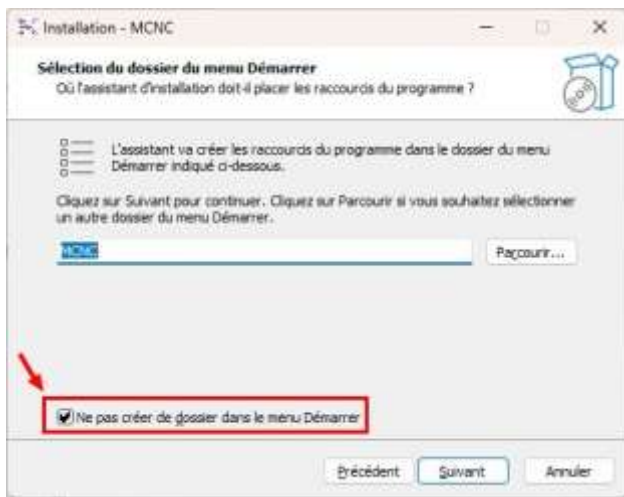 Installation - MCNC
Sélection du dossier du menu Démarrer
Où l'assistant d'installation doit-il placer les raccourcis du programme ?
L'assistant va créer les raccourcis du programme dans le dossier du menu
Démarrer indiqué ci-dessous.
Cliquez sur Suivant pour continuer. Cliquez sur Parcourir si vous souhaitez sélectionner
un autre dossier du menu Démarrer.
MCNC
Parcourir...
Ne pas créer de dossier dans le menu Démarrer
Précédent
Suivant
Annuler